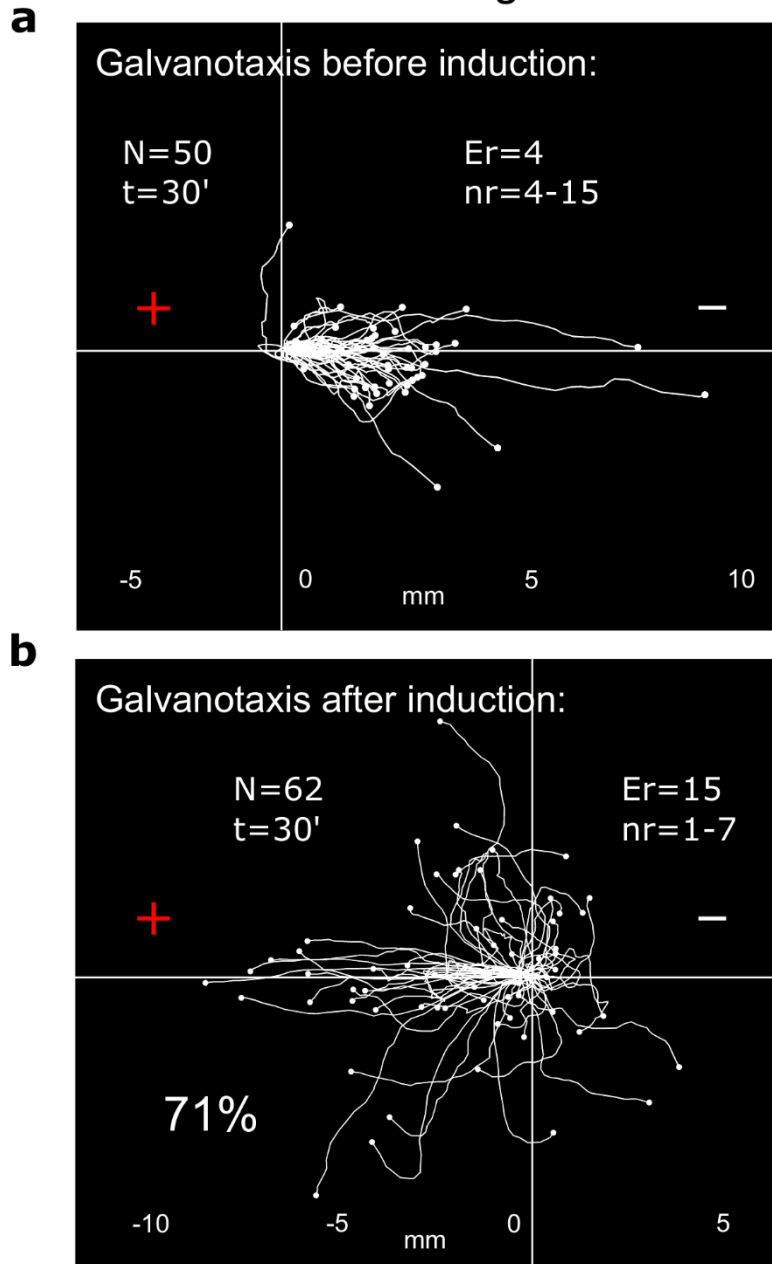 a
Galvanotaxis before induction:
N=50
t=30'
Er=4
nr=4-15
+
−
-5
0
5
10
mm
b
Galvanotaxis after induction:
N=62
t=30'
Er=15
nr=1-7
+
−
71%
-10
-5
0
5
mm